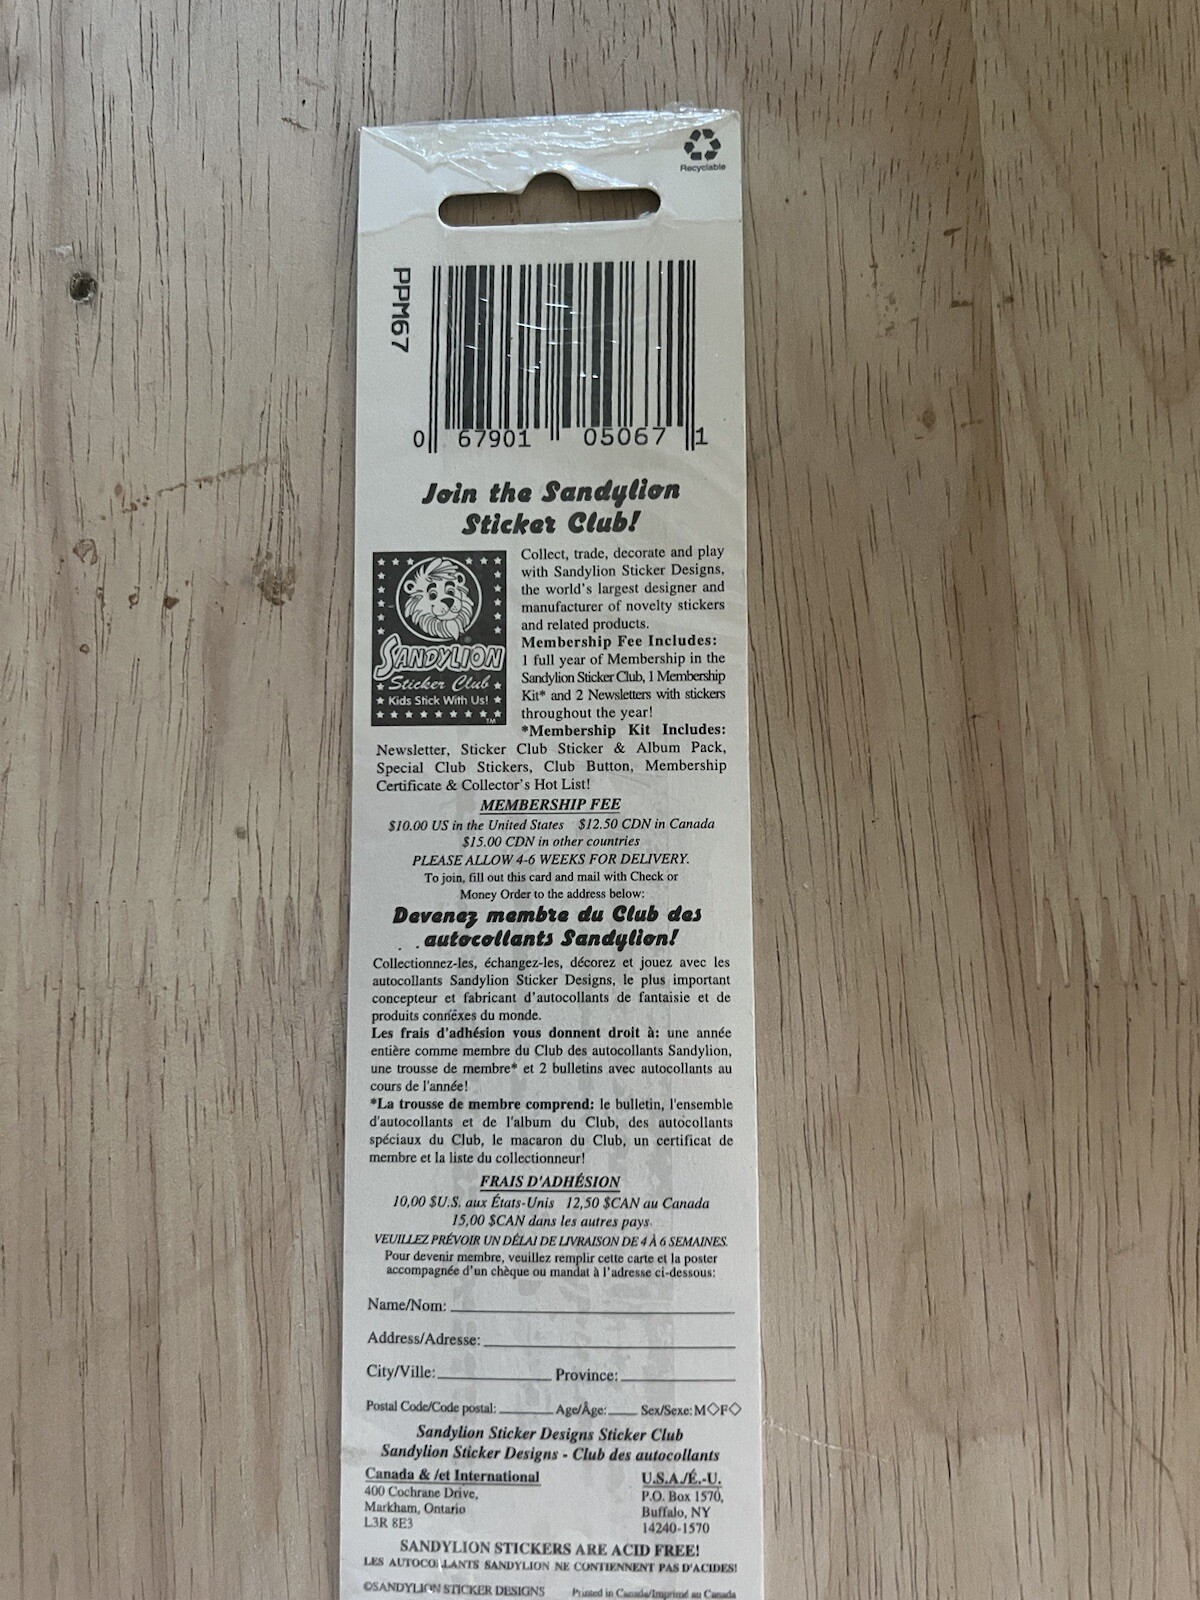 Recyclable
PPM67
0 67901 05067 1
Join the Sandylion
Sticker Club!
SANDYLION
Sticker Club
Kids Stick With Us!
TM
Collect, trade, decorate and play
with Sandylion Sticker Designs,
the world's largest designer and
manufacturer of novelty stickers
and related products.
Membership Fee Includes:
1 full year of Membership in the
Sandylion Sticker Club, 1 Membership
Kit* and 2 Newsletters with stickers
throughout the year!
*Membership Kit Includes:
Newsletter, Sticker Club Sticker & Album Pack,
Special Club Stickers, Club Button, Membership
Certificate & Collector's Hot List!
MEMBERSHIP FEE
$10.00 US in the United States $12.50 CDN in Canada
$15.00 CDN in other countries
PLEASE ALLOW 4-6 WEEKS FOR DELIVERY.
To join, fill out this card and mail with Check or
Money Order to the address below:
Devenez membre du Club des
autocollants Sandylion!
Collectionnez-les, échangez-les, décorez et jouez avec les
autocollants Sandylion Sticker Designs, le plus important
concepteur et fabricant d'autocollants de fantaisie et de
produits connexes du monde.
Les frais d'adhésion vous donnent droit à: une année
entière comme membre du Club des autocollants Sandylion,
une trousse de membre* et 2 bulletins avec autocollants au
cours de l'année!
*La trousse de membre comprend: le bulletin, l'ensemble
d'autocollants et de l'album du Club, des autocollants
spéciaux du Club, le macaron du Club, un certificat de
membre et la liste du collectionneur!
FRAIS D'ADHÉSION
10,00 $U.S. aux États-Unis 12,50 $CAN au Canada
15,00 $CAN dans les autres pays.
VEUILLEZ PRÉVOIR UN DÉLAI DE LIVRAISON DE 4 À 6 SEMAINES.
Pour devenir membre, veuillez remplir cette carte et la poster
accompagnée d'un chèque ou mandat à l'adresse ci-dessous:
Name/Nom:
Address/Adresse:
City/Ville: Province:
Postal Code/Code postal: Age/Âge: Sex/Sexe: M◇F◇
Sandylion Sticker Designs Sticker Club
Sandylion Sticker Designs - Club des autocollants
Canada & /et International
400 Cochrane Drive,
Markham, Ontario
L3R 8E3
U.S.A./É.-U.
P.O. Box 1570,
Buffalo, NY
14240-1570
SANDYLION STICKERS ARE ACID FREE!
LES AUTOCOLLANTS SANDYLION NE CONTIENNENT PAS D'ACIDES!
©SANDYLION STICKER DESIGNS Printed in Canada/Imprimé au Canada